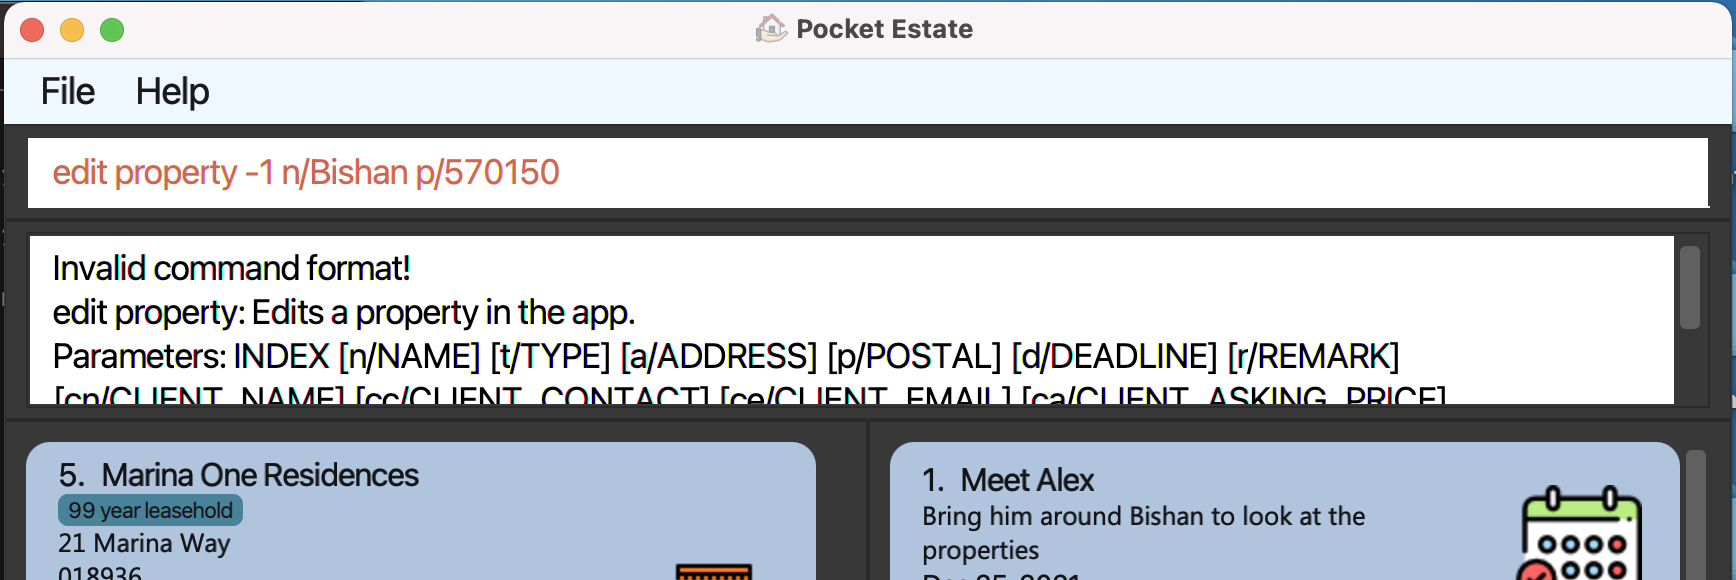 Pocket Estate
File Help
edit property -1 n/Bishan p/570150
Invalid command format!
edit property: Edits a property in the app.
Parameters: INDEX [n/NAME] [t/TYPE] [a/ADDRESS] [p/POSTAL] [d/DEADLINE] [r/REMARK]
[cn/CLIENT_NAME] [cc/CLIENT_CONTACT] [ce/CLIENT_EMAIL] [ca/CLIENT_ASKING_PRICE]
5. Marina One Residences
99 year leasehold
21 Marina Way
018936
1. Meet Alex
Bring him around Bishan to look at the
properties
Dec 25, 2021